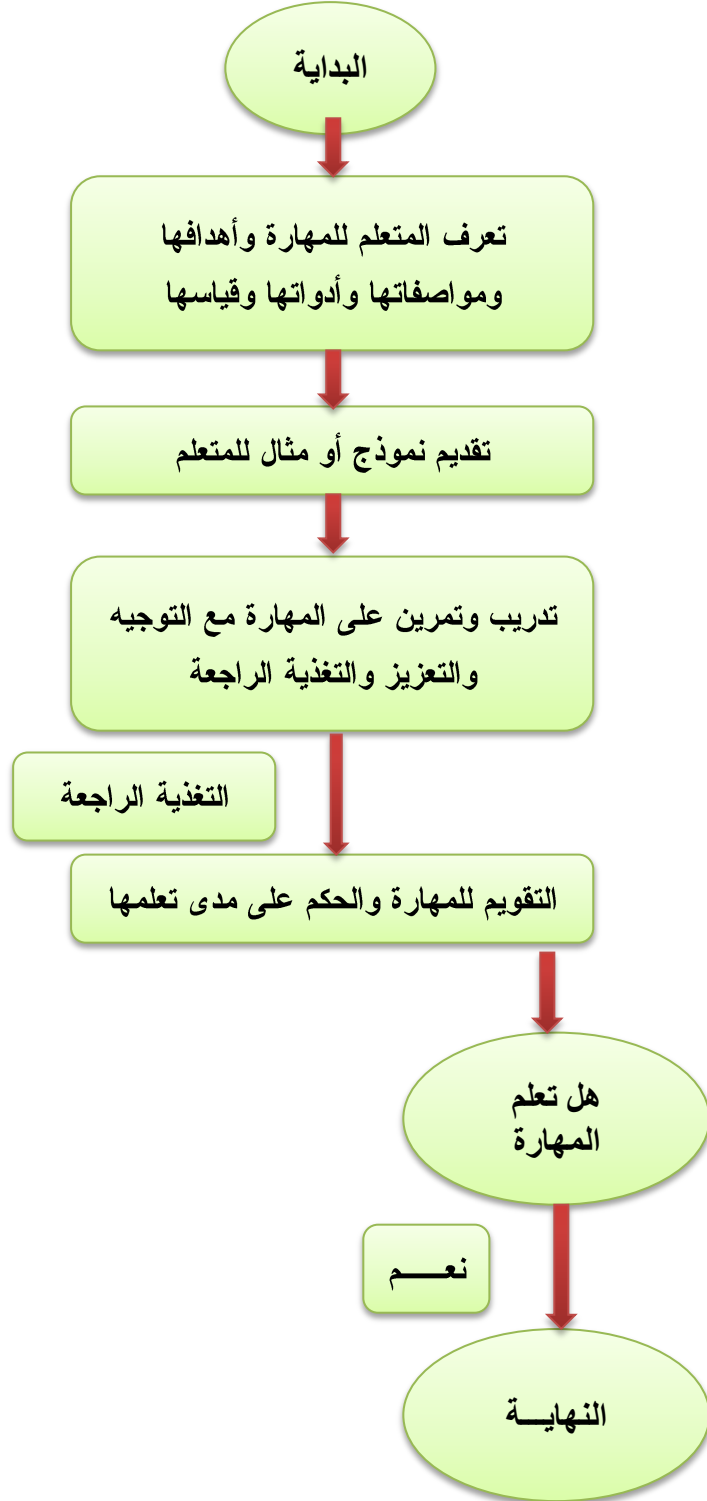 البداية
تعرف المتعلم للمهارة وأهدافها
ومواصفاتها وأدواتها وقياسها
تقديم نموذج أو مثال للمتعلم
تدريب وتمرين على المهارة مع التوجيه
والتعزيز والتغذية الراجعة
التغذية الراجعة
التقويم للمهارة والحكم على مدى تعلمها
هل تعلم
المهارة
نعـــــم
النهايـــة